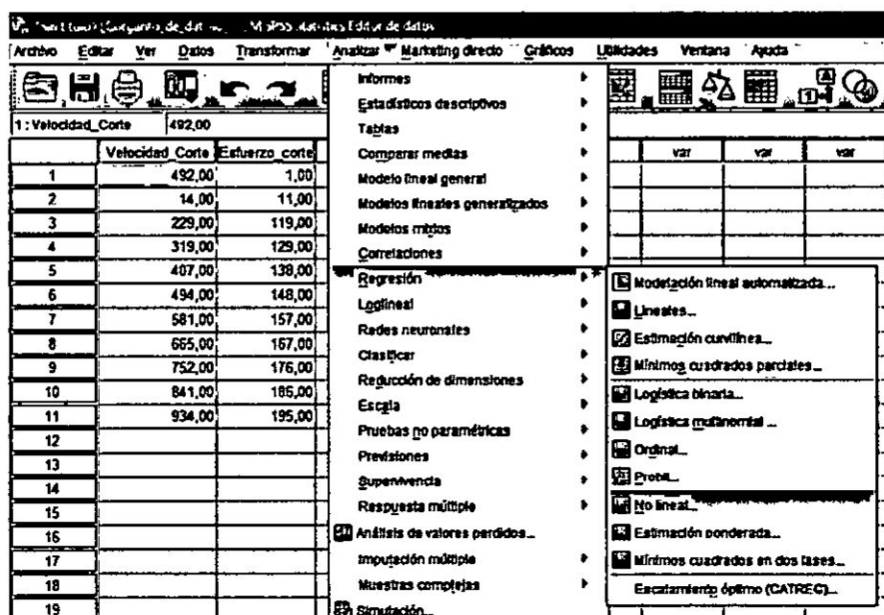 Editor de datos
Archivo Editar Ver Datos Transformar Analizar Marketing directo Gráficos Utilidades Ventana Ayuda
1 : Velocidad_Corte 492,00
Velocidad_Corte Esfuerzo_corte var var var
1 492,00 1,00
2 14,00 11,00
3 229,00 119,00
4 319,00 129,00
5 407,00 138,00
6 494,00 148,00
7 581,00 157,00
8 665,00 167,00
9 752,00 176,00
10 841,00 186,00
11 934,00 195,00
12
13
14
15
16
17
18
19
Informes
Estadísticos descriptivos
Tablas
Comparar medias
Modelo lineal general
Modelos lineales generalizados
Modelos mixtos
Correlaciones
Regresión
Loglineal
Redes neuronales
Clasificar
Reducción de dimensiones
Escala
Pruebas no paramétricas
Previsiones
Supervivencia
Respuesta múltiple
Análisis de valores perdidos...
Imputación múltiple
Muestras complejas
Simulación...
Modelación lineal automatizada...
Lineales...
Estimación curvilínea...
Mínimos cuadrados parciales...
Logística binaria...
Logística multinomial...
Ordinal...
Probit...
No lineal...
Estimación ponderada...
Mínimos cuadrados en dos fases...
Escalamiento óptimo (CATREG)...